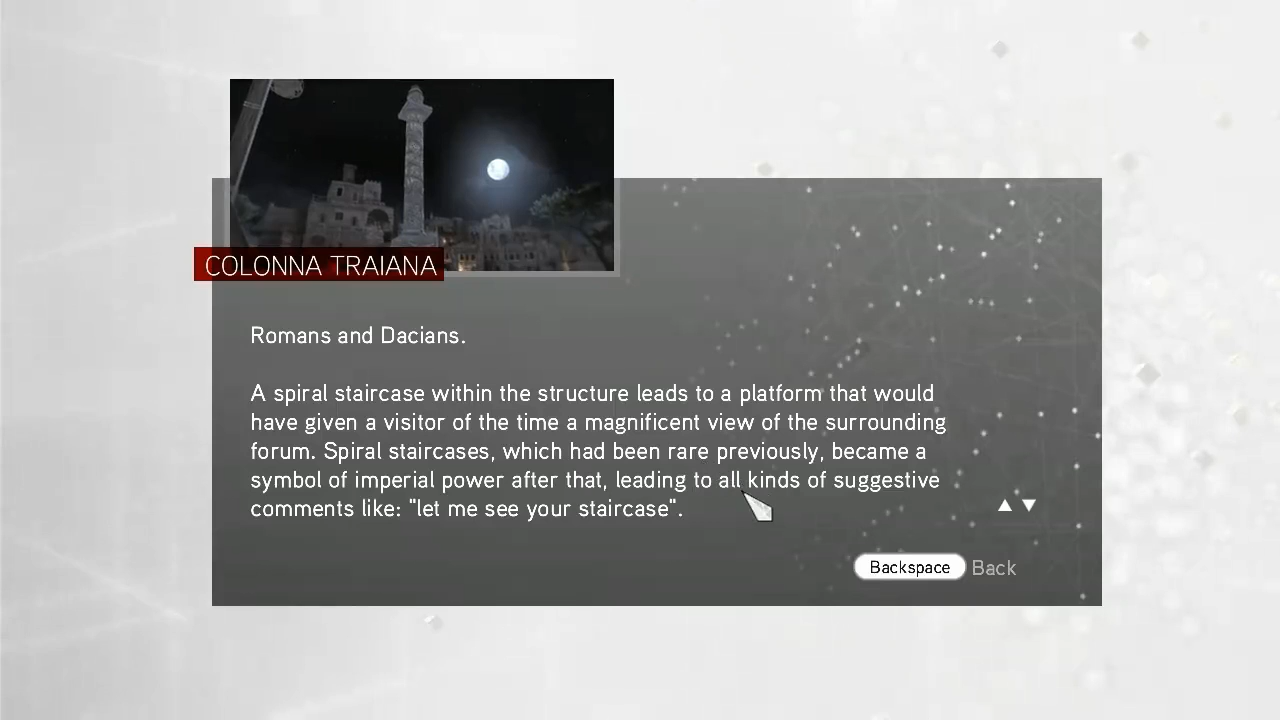 COLONNA TRAIANA
Romans and Dacians.
A spiral staircase within the structure leads to a platform that would
have given a visitor of the time a magnificent view of the surrounding
forum. Spiral staircases, which had been rare previously, became a
symbol of imperial power after that, leading to all kinds of suggestive
comments like: "let me see your staircase".
Backspace Back